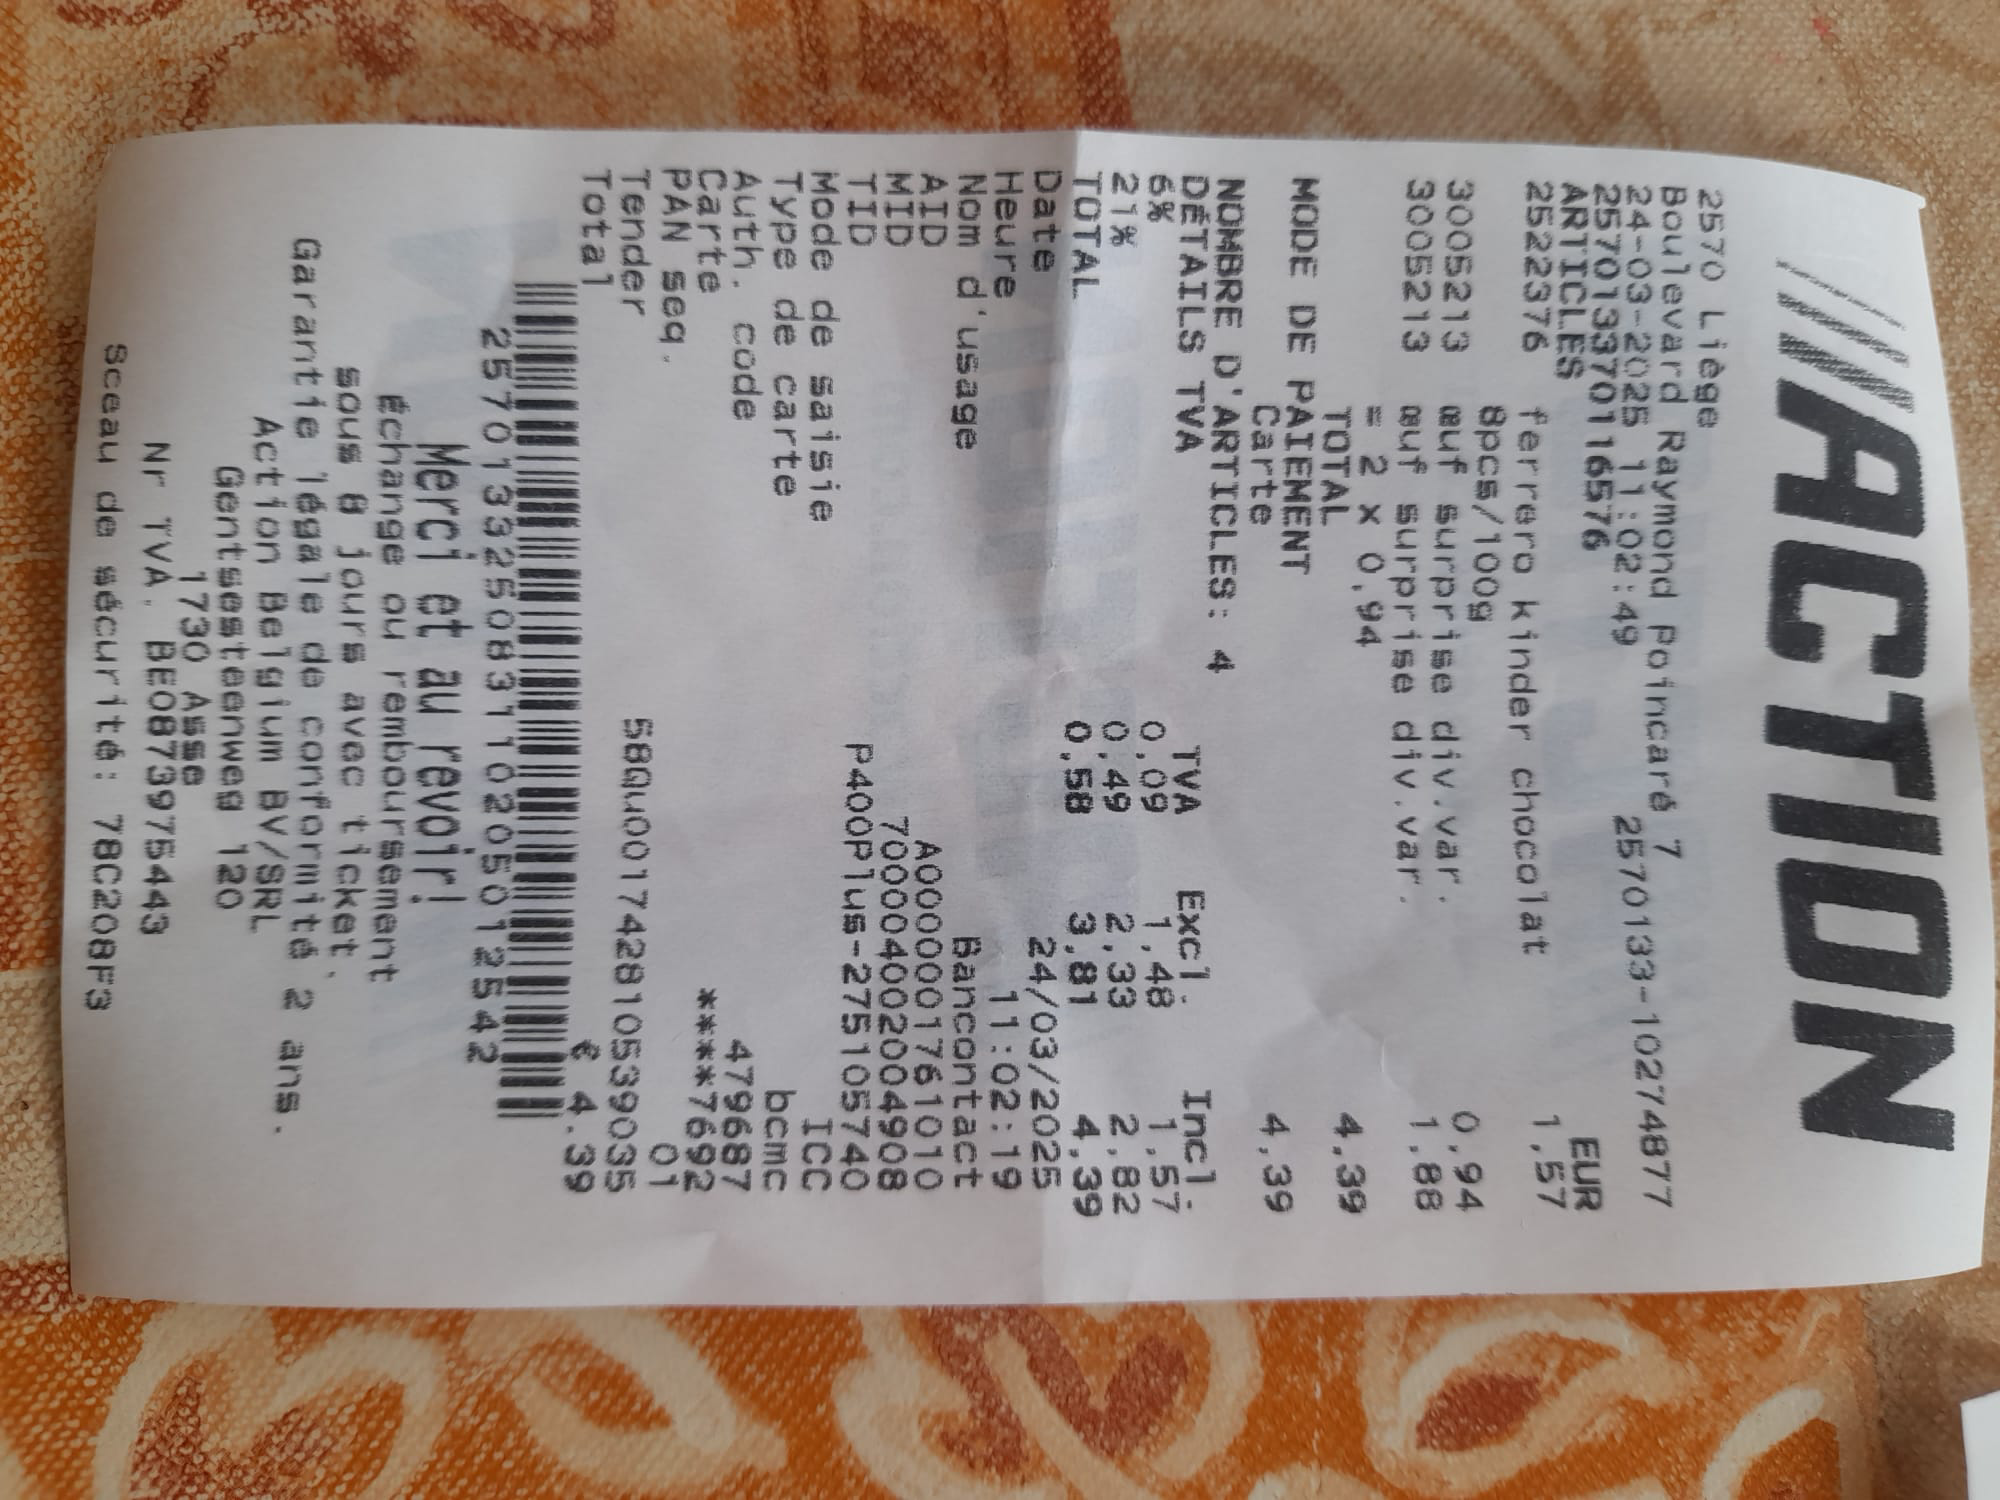 ACTION
2570 Liège
Boulevard Raymond Poincaré 7
24-03-2025 11:02:49 2570133-10274877
257013370116576
ARTICLES EUR
2522376 ferrero kinder chocolat 1,57
8pcs/100g
3005213 œuf surprise div.var. 0,94
3005213 œuf surprise div.var. 1,88
= 2 x 0,94
TOTAL 4,39
MODE DE PAIEMENT
Carte 4,39
NOMBRE D'ARTICLES: 4
DÉTAILS TVA TVA Excl. Incl.
6% 0,09 1,48 1,57
21% 0,49 2,33 2,82
TOTAL 0,58 3,81 4,39
Date 24/03/2025
Heure 11:02:19
Nom d'usage Bancontact
AID A0000001761010
MID 700004002004908
TID P400Plus-275105740
Mode de saisie ICC
Type de carte bcmc
Auth. code 479687
Carte ****7692
PAN seq. 01
Tender 58Qu001742810539035
Total € 4.39
2570133250831102050125 42
Merci et au revoir!
Échange ou remboursement
sous 8 jours avec ticket.
Garantie légale de conformité 2 ans.
Action Belgium BV/SRL
Gentsesteenweg 120
1730 Asse
Nr TVA. BE0873975443
Sceau de sécurité: 78C208F3